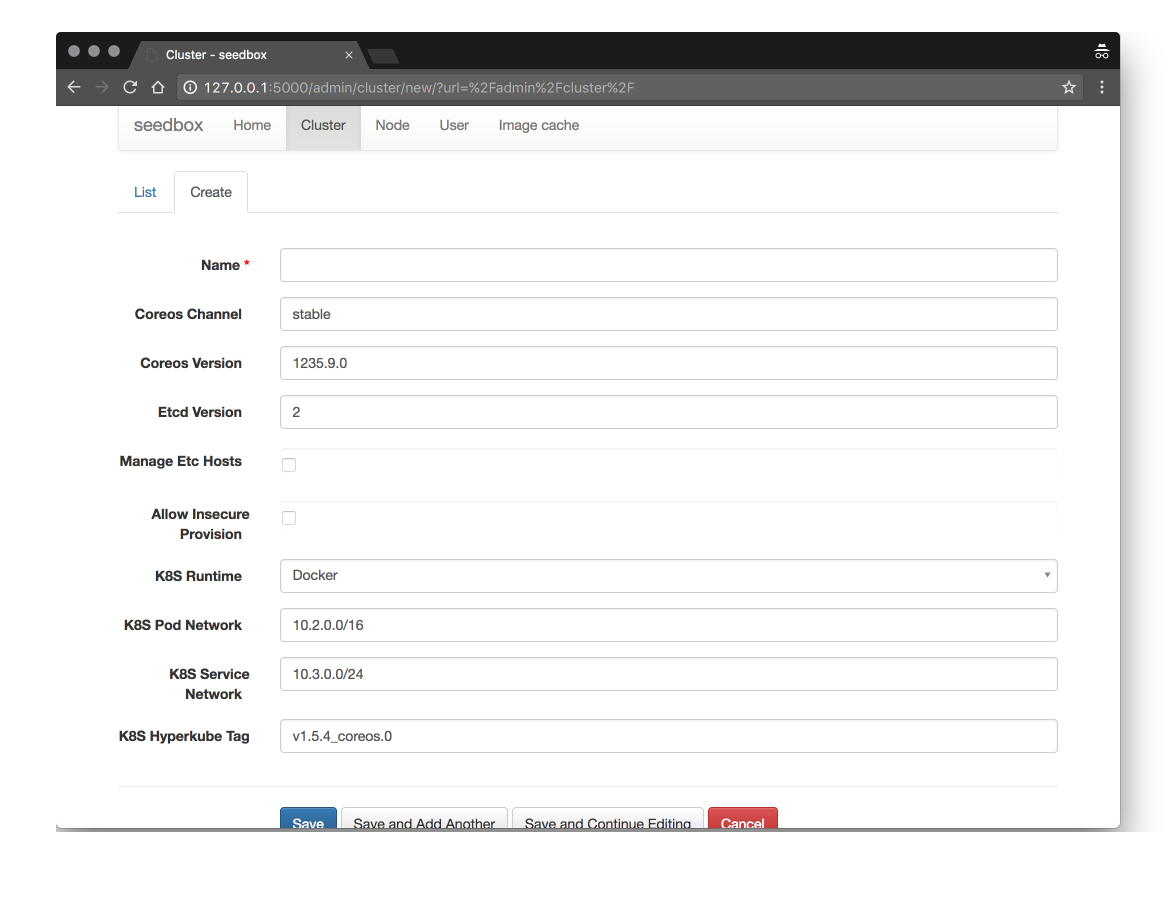 Cluster - seedbox
127.0.0.1:5000/admin/cluster/new/?url=%2Fadmin%2Fcluster%2F
seedbox Home Cluster Node User Image cache
List Create
Name *
Coreos Channel stable
Coreos Version 1235.9.0
Etcd Version 2
Manage Etc Hosts
Allow Insecure
Provision
K8S Runtime Docker
K8S Pod Network 10.2.0.0/16
K8S Service 10.3.0.0/24
Network
K8S Hyperkube Tag v1.5.4_coreos.0
Save Save and Add Another Save and Continue Editing Cancel